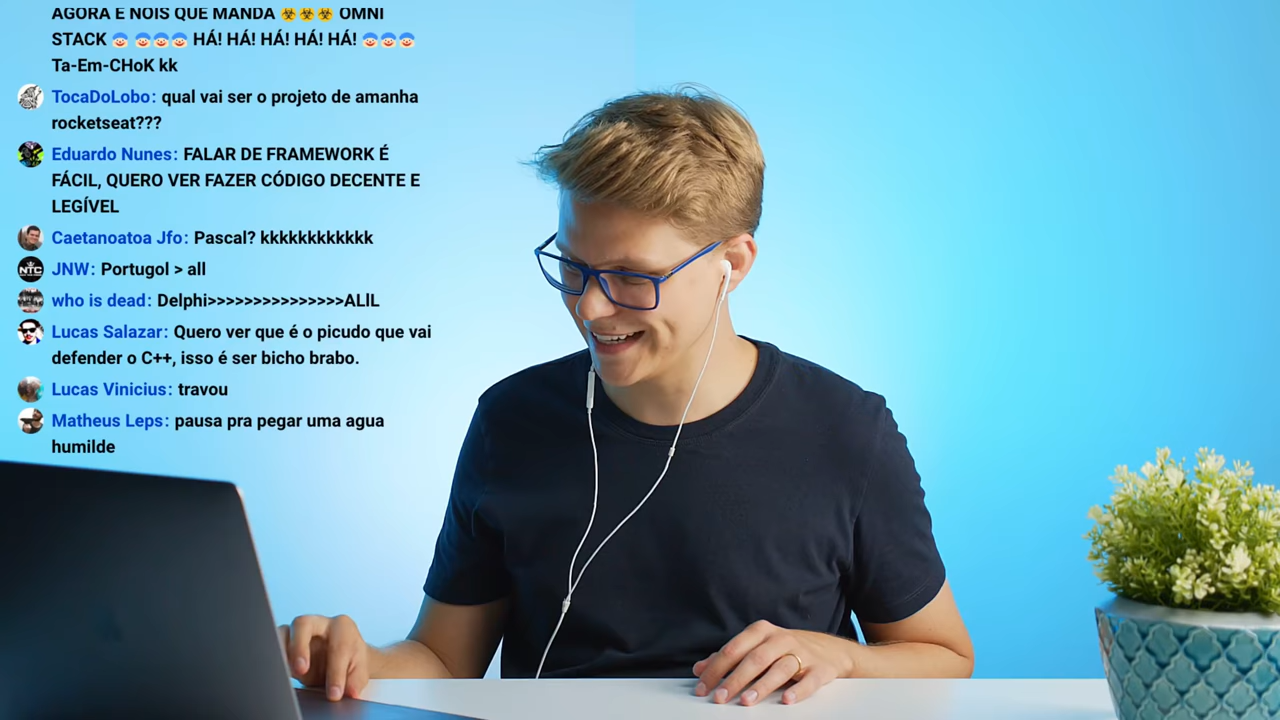 AGORA É NOIS QUE MANDA ☣️☣️☣️ OMNI
STACK 🤡 🤡🤡🤡 HÁ! HÁ! HÁ! HÁ! HÁ! 🤡🤡🤡
Ta-Em-CHoK kk
TocaDoLobo: qual vai ser o projeto de amanha
rocketseat???
Eduardo Nunes: FALAR DE FRAMEWORK É
FÁCIL, QUERO VER FAZER CÓDIGO DECENTE E
LEGÍVEL
Caetanoatoa Jfo: Pascal? kkkkkkkkkkkk
NTC
JNW: Portugol > all
who is dead: Delphi>>>>>>>>>>>>>>>ALlL
Lucas Salazar: Quero ver que é o picudo que vai
defender o C++, isso é ser bicho brabo.
Lucas Vinicius: travou
Matheus Leps: pausa pra pegar uma agua
humilde